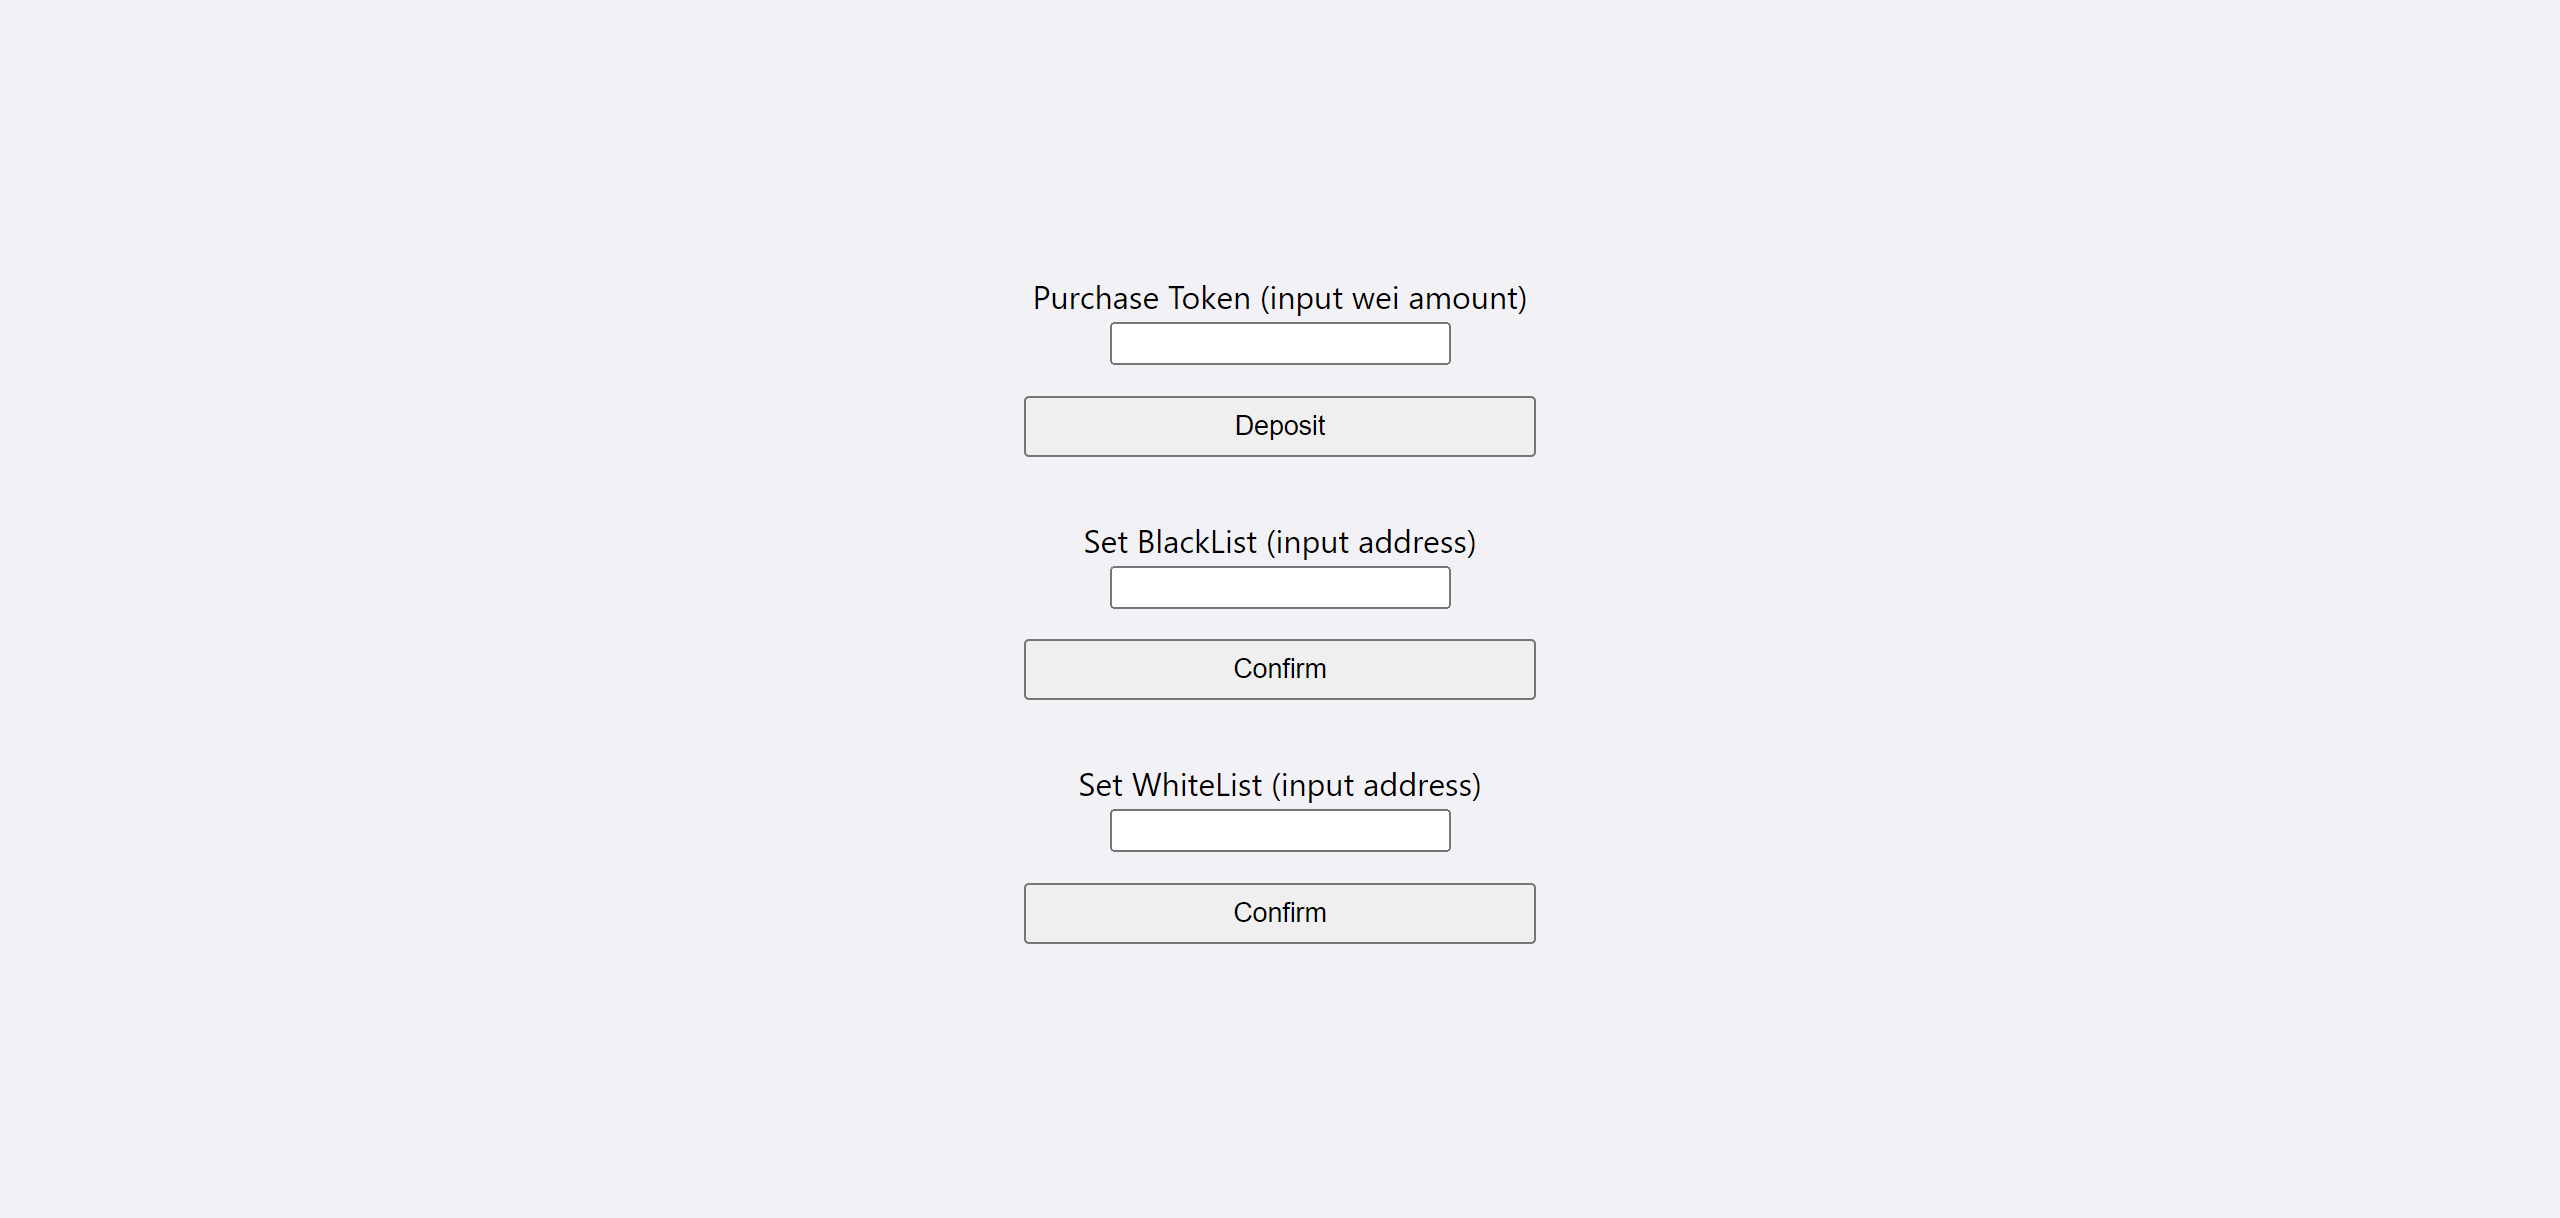 Purchase Token (input wei amount)
Deposit
Set BlackList (input address)
Confirm
Set WhiteList (input address)
Confirm